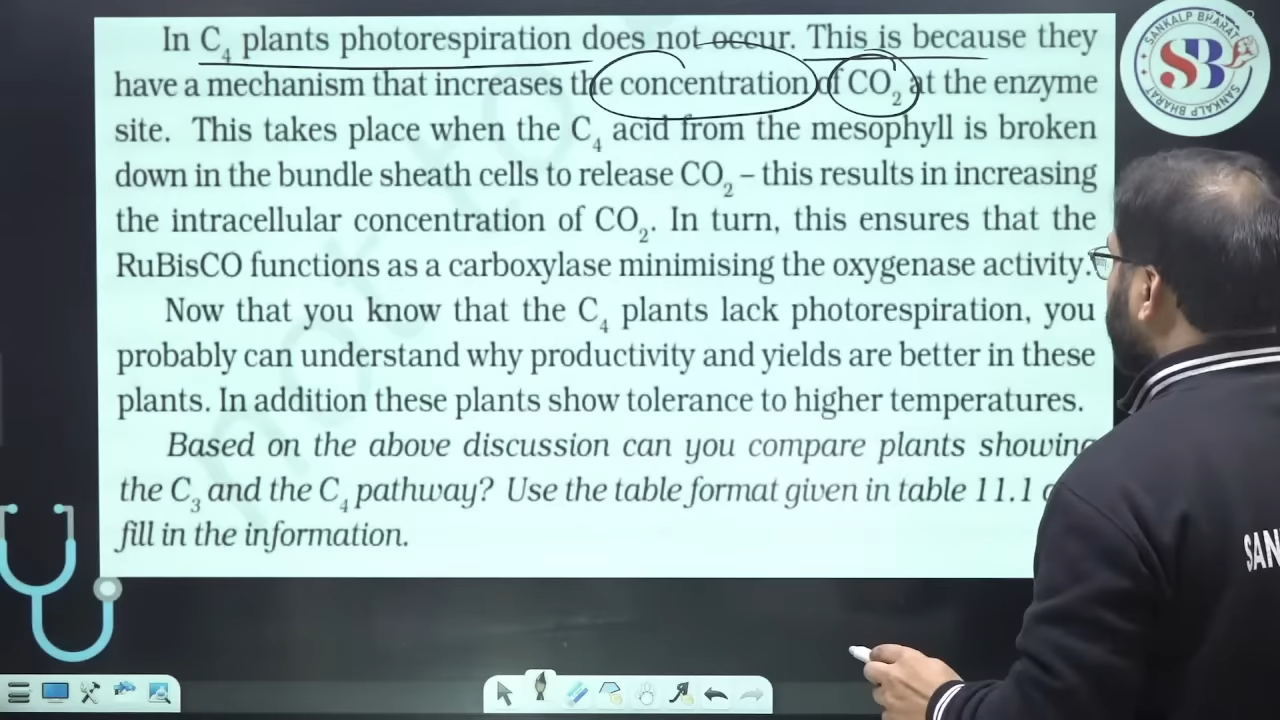 In C₄ plants photorespiration does not occur. This is because they
have a mechanism that increases the concentration of CO₂ at the enzyme
site. This takes place when the C₄ acid from the mesophyll is broken
down in the bundle sheath cells to release CO₂ – this results in increasing
the intracellular concentration of CO₂. In turn, this ensures that the
RuBisCO functions as a carboxylase minimising the oxygenase activity.
Now that you know that the C₄ plants lack photorespiration, you
probably can understand why productivity and yields are better in these
plants. In addition these plants show tolerance to higher temperatures.
Based on the above discussion can you compare plants showing
the C₃ and the C₄ pathway? Use the table format given in table 11.1
fill in the information.
SANKALP BHARAT
SB
SANKALP BHARAT
SAN